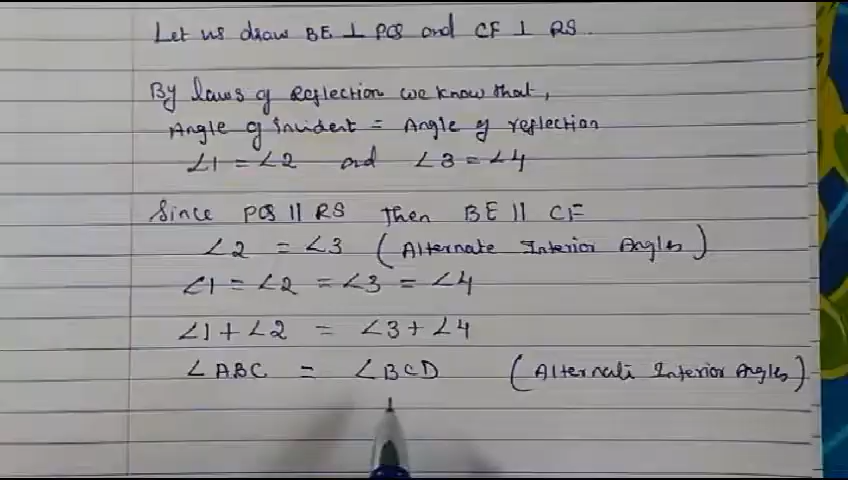 Let us draw BE ⊥ PQ and CF ⊥ RS.
By laws of reflection we know that,
Angle of incident = Angle of reflection
∠1 = ∠2 and ∠3 = ∠4
Since PQ || RS then BE || CF
∠2 = ∠3 (Alternate Interior Angles)
∠1 = ∠2 = ∠3 = ∠4
∠1 + ∠2 = ∠3 + ∠4
∠ABC = ∠BCD (Alternate Interior Angles)